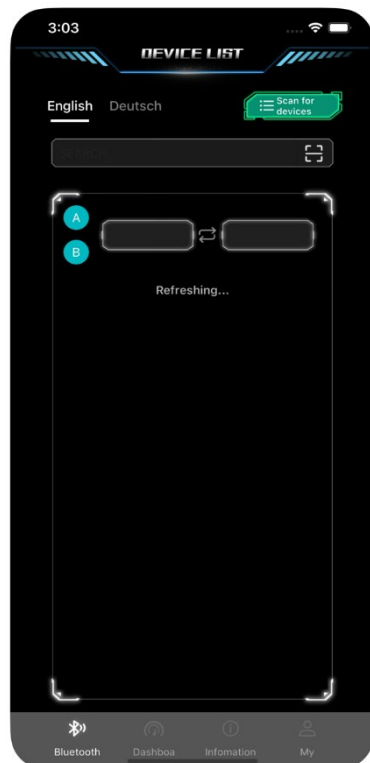 3:03
DEVICE LIST
English Deutsch
Scan for
devices
A
B
Refreshing...
Bluetooth Dashboa Infomation My